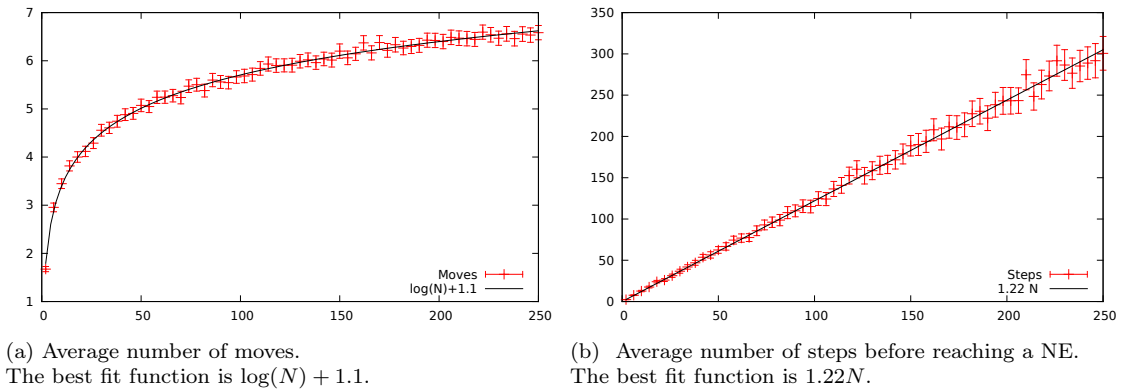 7
6
5
4
3
2
1
0 50 100 150 200 250
Moves
log(N)+1.1
350
300
250
200
150
100
50
0
0 50 100 150 200 250
Steps
1.22 N
(a) Average number of moves.
The best fit function is log(N) + 1.1.
(b) Average number of steps before reaching a NE.
The best fit function is 1.22N.